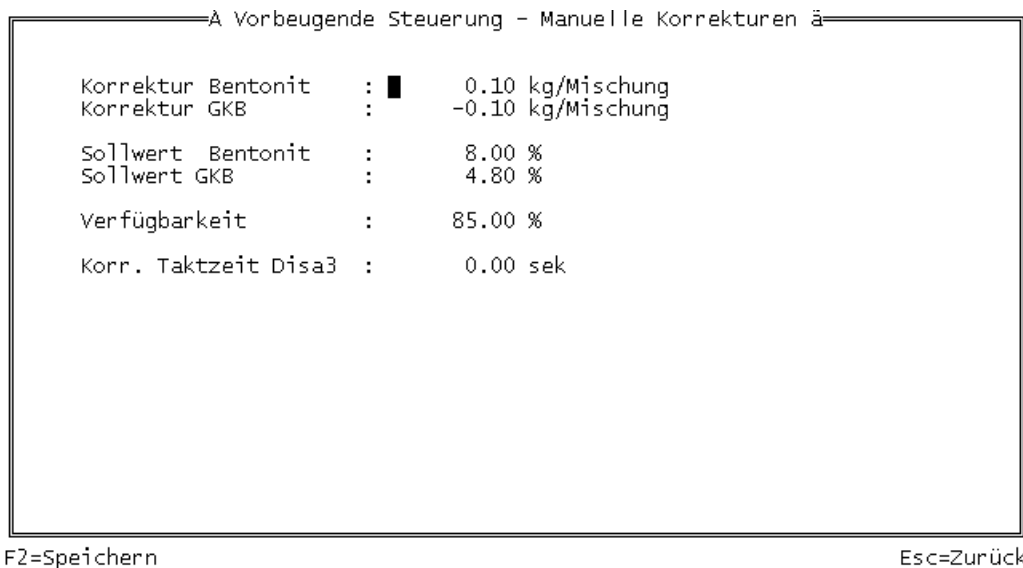 À Vorbeugende Steuerung - Manuelle Korrekturen ä
Korrektur Bentonit : 0.10 kg/Mischung
Korrektur GKB : -0.10 kg/Mischung
Sollwert Bentonit : 8.00 %
Sollwert GKB : 4.80 %
Verfügbarkeit : 85.00 %
Korr. Taktzeit Disa3 : 0.00 sek
F2=Speichern Esc=Zurück